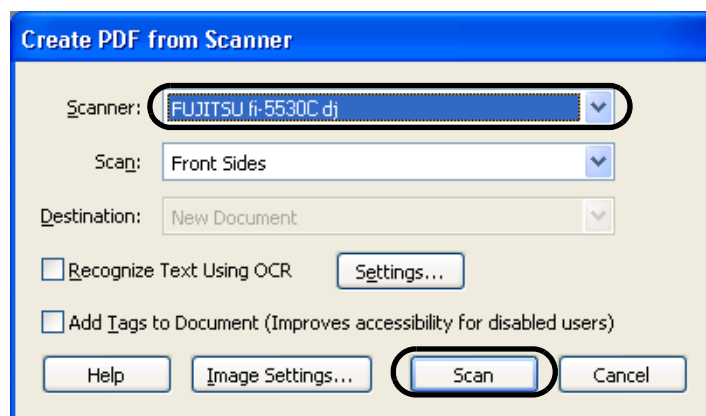 Create PDF from Scanner
Scanner: FUJITSU fi-5530C dj
Scan: Front Sides
Destination: New Document
Recognize Text Using OCR Settings...
Add Tags to Document (Improves accessibility for disabled users)
Help Image Settings... Scan Cancel